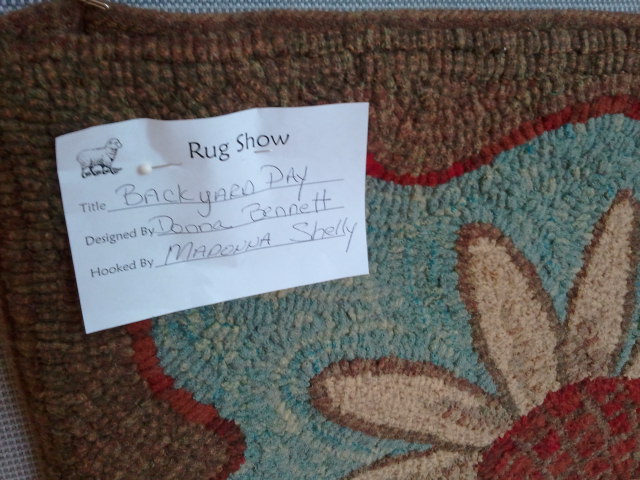 Rug Show
Title Backyard Day
Designed By Donna Bennett
Hooked By Madonna Shelly